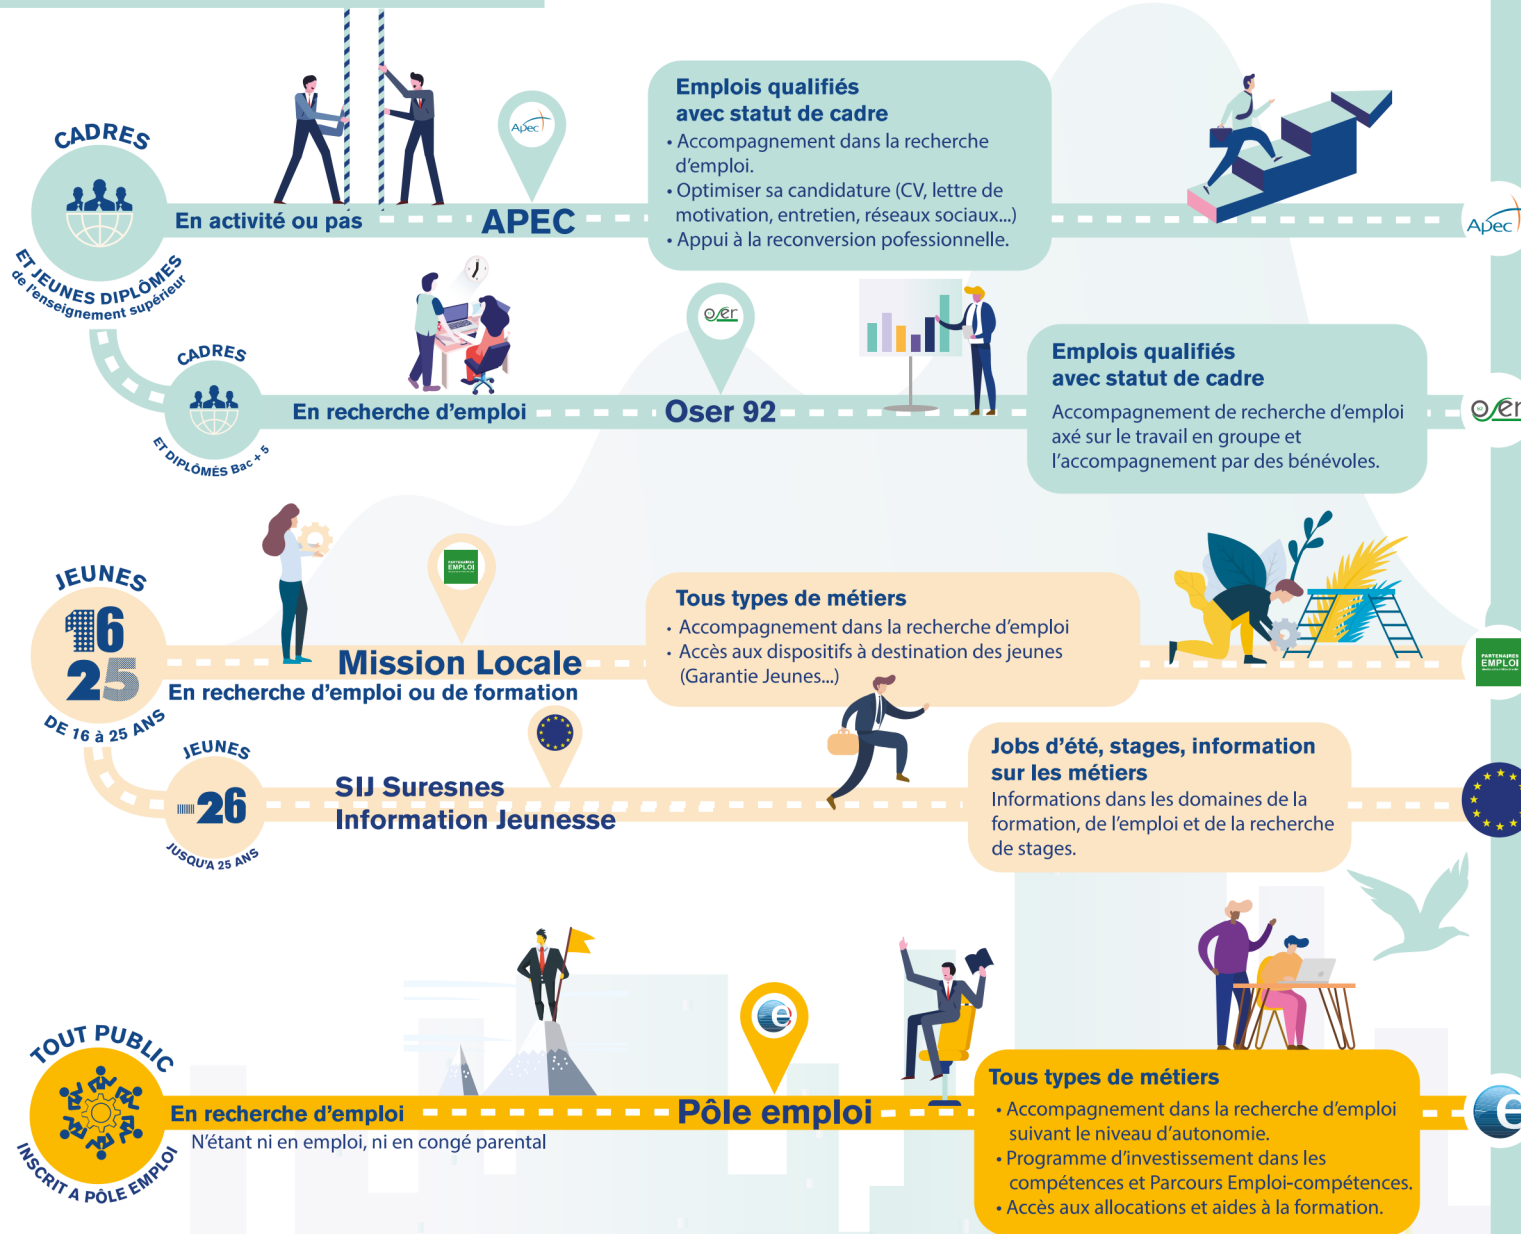 CADRES
ET JEUNES DIPLÔMES
de l'enseignement supérieur
En activité ou pas
Apec
APEC
Emplois qualifiés
avec statut de cadre
• Accompagnement dans la recherche
d'emploi.
• Optimiser sa candidature (CV, lettre de
motivation, entretien, réseaux sociaux...)
• Appui à la reconversion pofessionnelle.
Apec
CADRES
ET DIPLÔMÉS Bac + 5
En recherche d'emploi
oser
Oser 92
Emplois qualifiés
avec statut de cadre
Accompagnement de recherche d'emploi
axé sur le travail en groupe et
l'accompagnement par des bénévoles.
oser
JEUNES
16
25
DE 16 à 25 ANS
PARTENAIRES
EMPLOI
Mission Locale
En recherche d'emploi ou de formation
Tous types de métiers
• Accompagnement dans la recherche d'emploi
• Accès aux dispositifs à destination des jeunes
(Garantie Jeunes...)
PARTENAIRES
EMPLOI
JEUNES
-26
JUSQU'A 25 ANS
SIJ Suresnes
Information Jeunesse
Jobs d'été, stages, information
sur les métiers
Informations dans les domaines de la
formation, de l'emploi et de la recherche
de stages.
TOUT PUBLIC
INSCRIT A PÔLE EMPLOI
En recherche d'emploi
N'étant ni en emploi, ni en congé parental
e
Pôle emploi
Tous types de métiers
• Accompagnement dans la recherche d'emploi
suivant le niveau d'autonomie.
• Programme d'investissement dans les
compétences et Parcours Emploi-compétences.
• Accès aux allocations et aides à la formation.
e